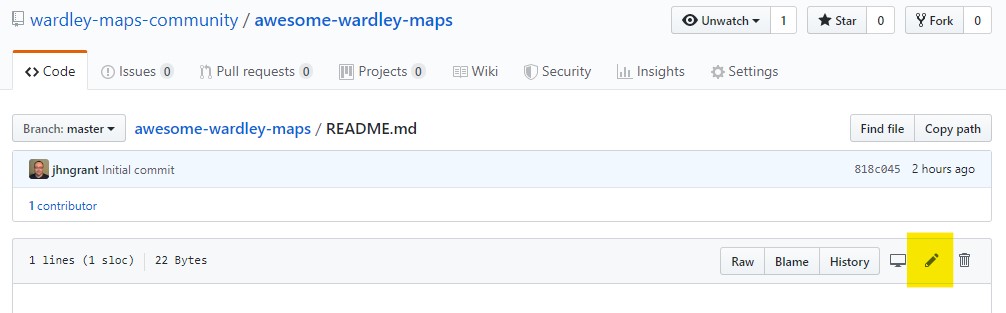 wardley-maps-community / awesome-wardley-maps Unwatch 1 Star 0 Fork 0
Code Issues 0 Pull requests 0 Projects 0 Wiki Security Insights Settings
Branch: master awesome-wardley-maps / README.md Find file Copy path
jhngrant Initial commit 818c045 2 hours ago
1 contributor
1 lines (1 sloc) 22 Bytes Raw Blame History